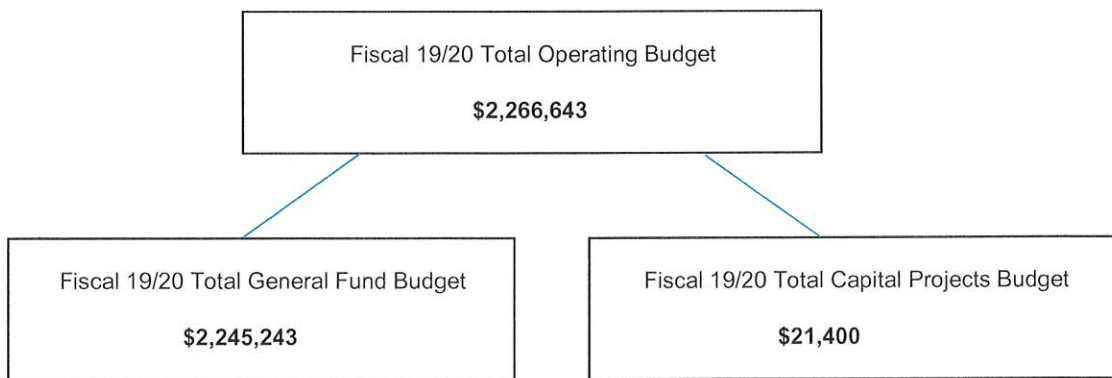 Fiscal 19/20 Total Operating Budget
$2,266,643
Fiscal 19/20 Total General Fund Budget
$2,245,243
Fiscal 19/20 Total Capital Projects Budget
$21,400